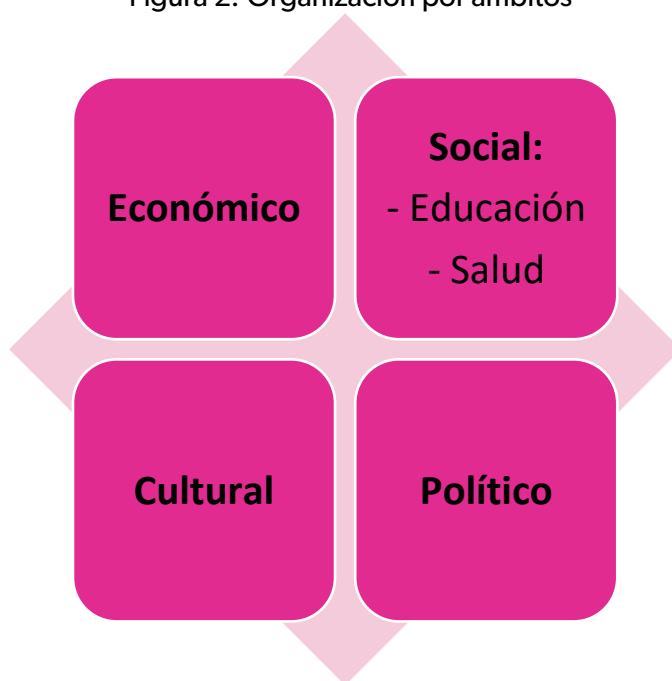 Figura 2. Organización por ámbitos
Económico
Social:
- Educación
- Salud
Cultural
Político